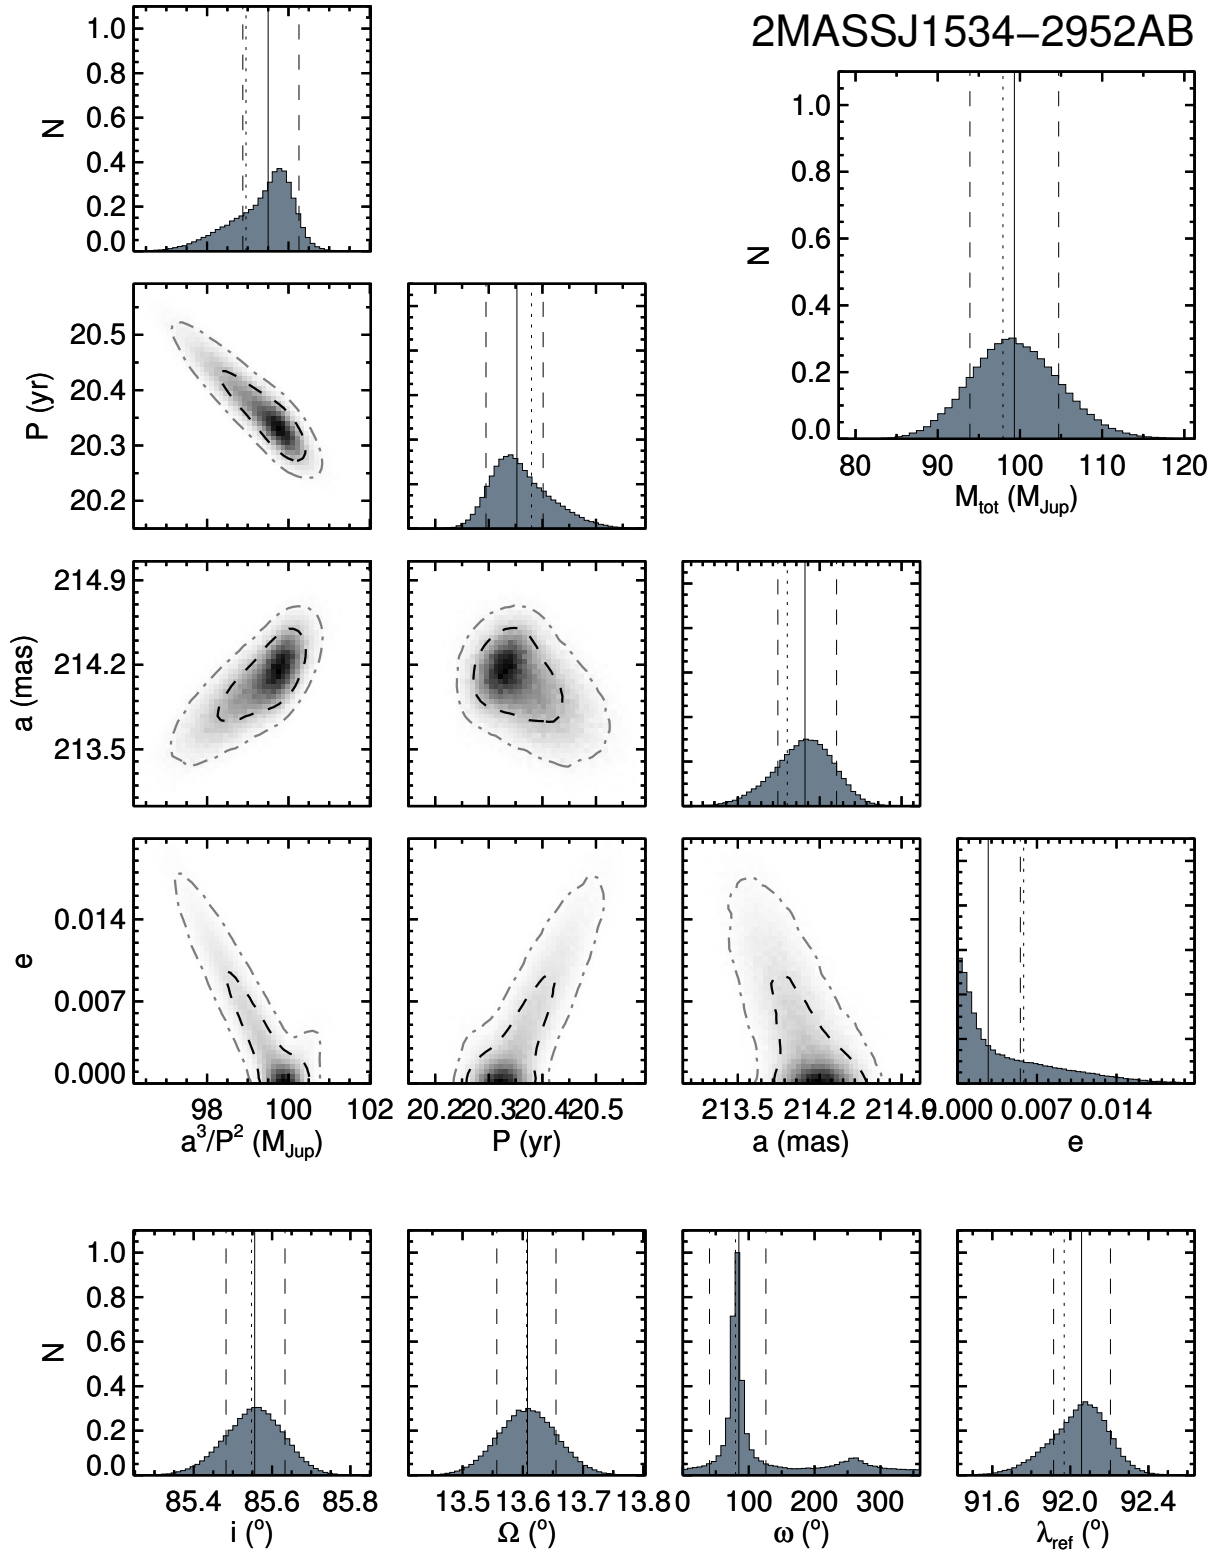 2MASSJ1534−2952AB
1.0
0.8
0.6
0.4
0.2
0.0
N
1.0
0.8
0.6
0.4
0.2
0.0
N
80 90 100 110 120
M_tot (M_Jup)
20.5
20.4
20.3
20.2
P (yr)
214.9
214.2
213.5
a (mas)
0.014
0.007
0.000
e
98 100 102
a³/P² (M_Jup)
20.2 20.3 20.4 20.5
P (yr)
213.5 214.2 214.9
a (mas)
0.000 0.007 0.014
e
1.0
0.8
0.6
0.4
0.2
0.0
N
85.4 85.6 85.8
i (º)
13.5 13.6 13.7 13.8
Ω (º)
0 100 200 300
ω (º)
91.6 92.0 92.4
λ_ref (º)